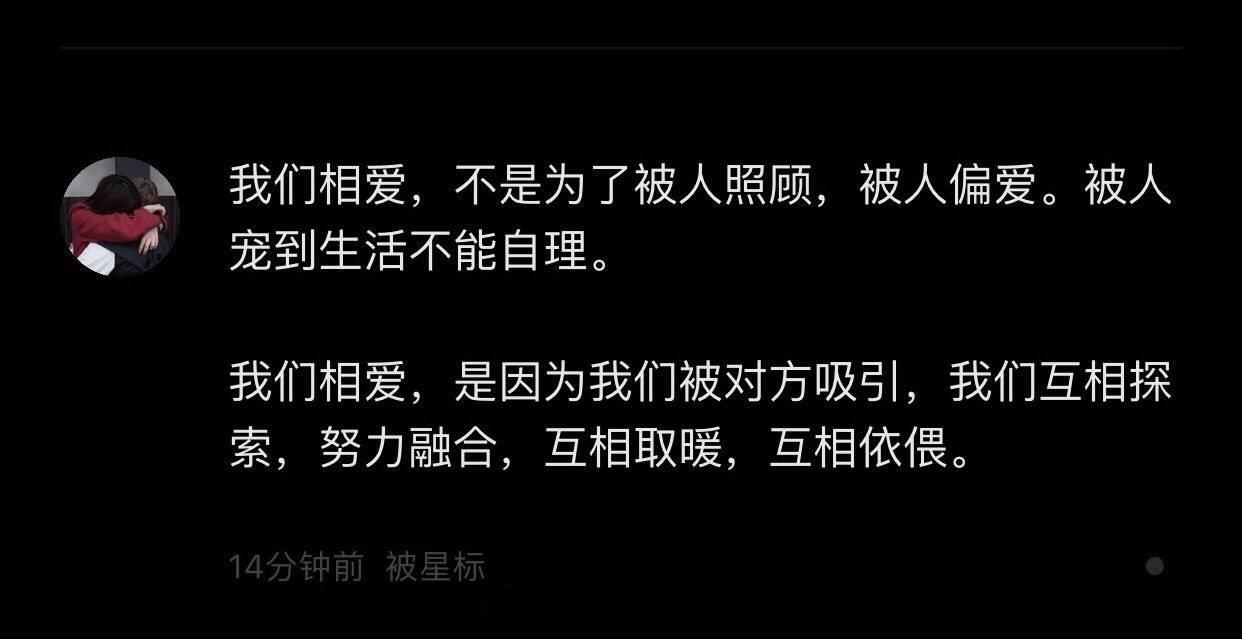 我们相爱，不是为了被人照顾，被人偏爱。被人
宠到生活不能自理。
我们相爱，是因为我们被对方吸引，我们互相探
索，努力融合，互相取暖，互相依偎。
14分钟前 被星标